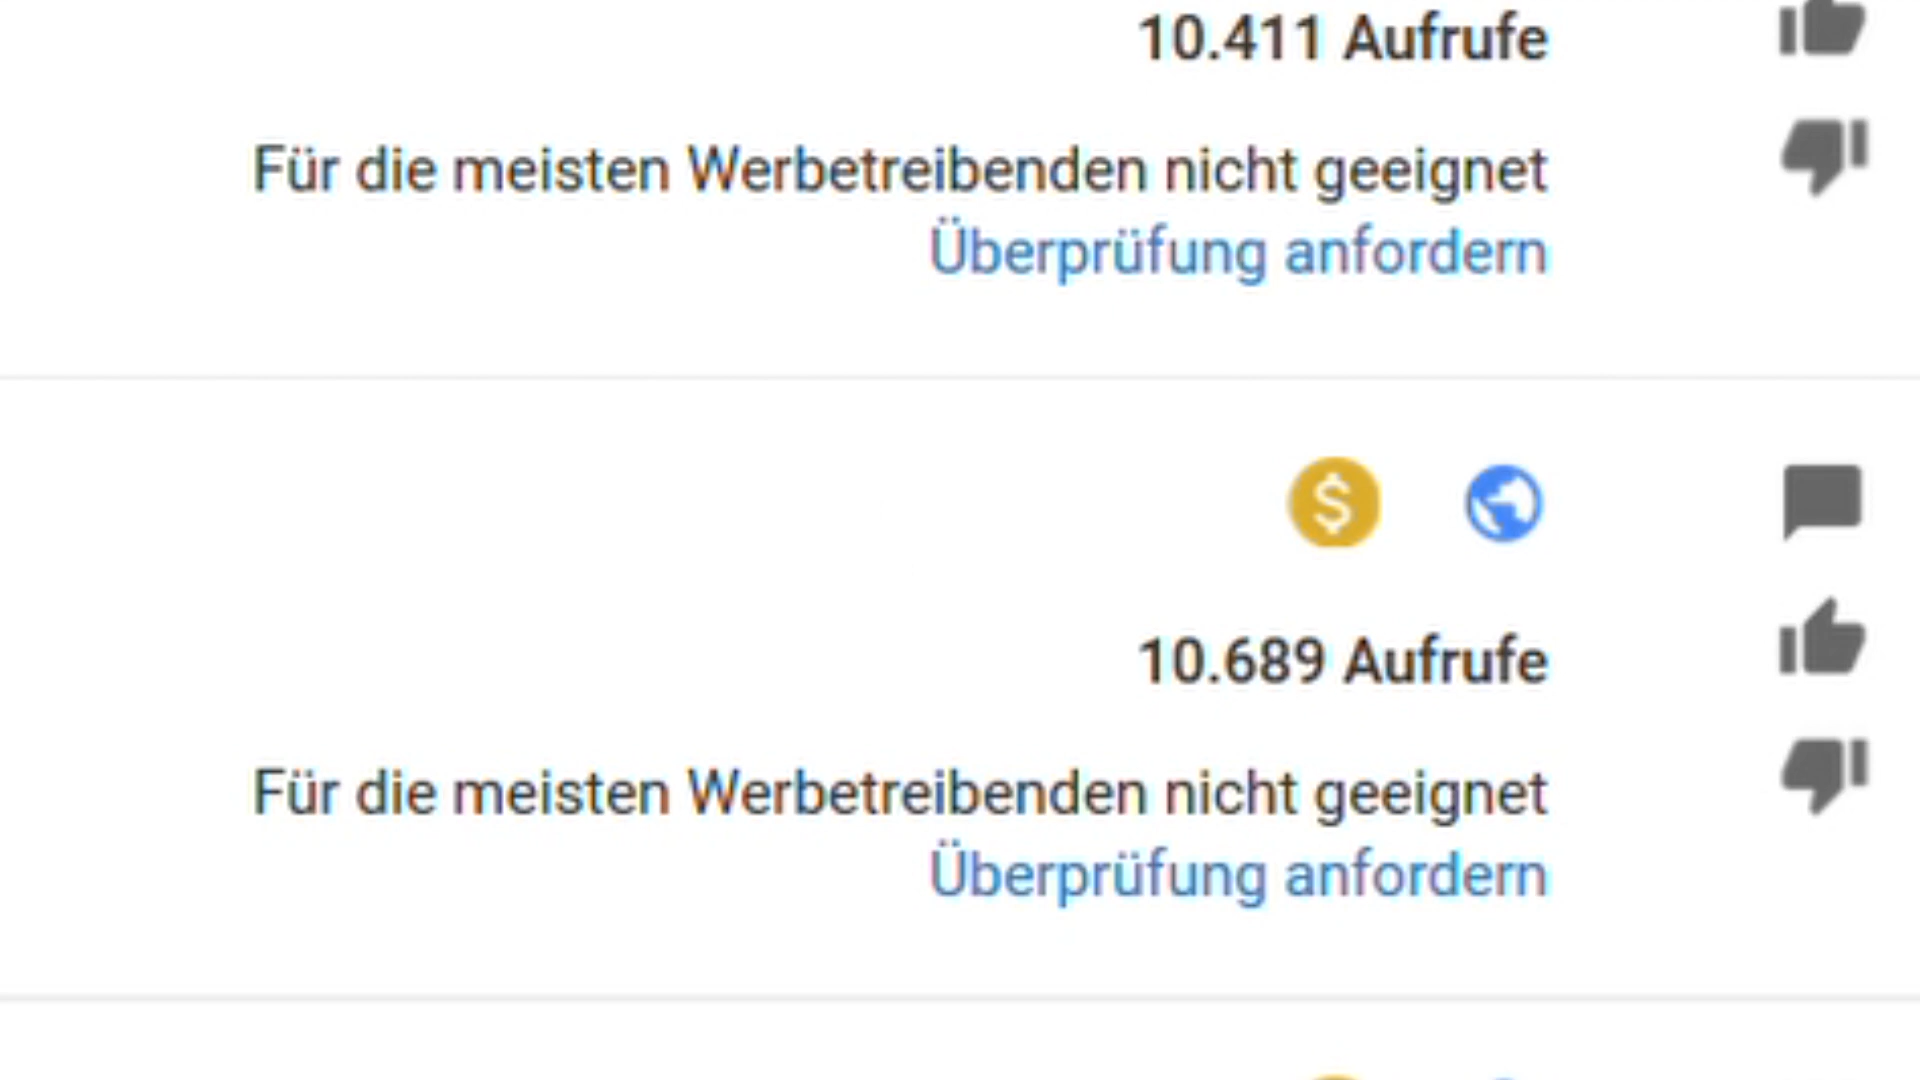 10.411 Aufrufe
Für die meisten Werbetreibenden nicht geeignet
Überprüfung anfordern
$
10.689 Aufrufe
Für die meisten Werbetreibenden nicht geeignet
Überprüfung anfordern